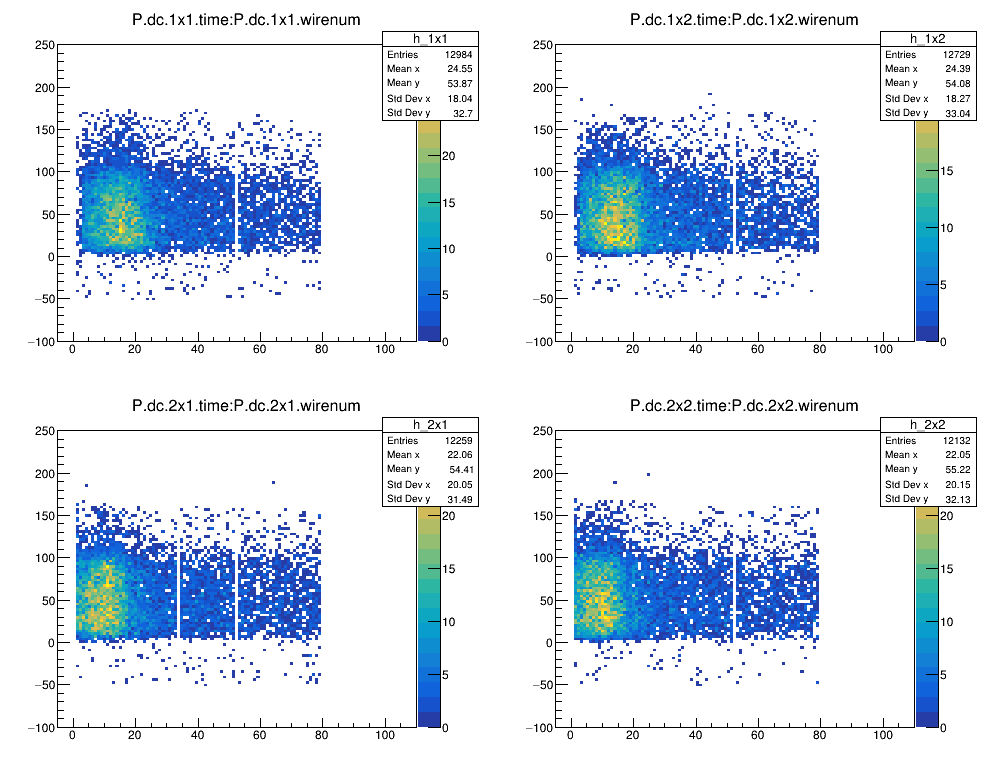 P.dc.1x1.time:P.dc.1x1.wirenum
h_1x1
Entries 12984
Mean x 24.55
Mean y 53.87
Std Dev x 18.04
Std Dev y 32.7
250
200
150
100
50
0
−50
−100
0 20 40 60 80 100
20
15
10
5
0
P.dc.1x2.time:P.dc.1x2.wirenum
h_1x2
Entries 12729
Mean x 24.39
Mean y 54.08
Std Dev x 18.27
Std Dev y 33.04
250
200
150
100
50
0
−50
−100
0 20 40 60 80 100
15
10
5
0
P.dc.2x1.time:P.dc.2x1.wirenum
h_2x1
Entries 12259
Mean x 22.06
Mean y 54.41
Std Dev x 20.05
Std Dev y 31.49
250
200
150
100
50
0
−50
−100
0 20 40 60 80 100
20
15
10
5
0
P.dc.2x2.time:P.dc.2x2.wirenum
h_2x2
Entries 12132
Mean x 22.05
Mean y 55.22
Std Dev x 20.15
Std Dev y 32.13
250
200
150
100
50
0
−50
−100
0 20 40 60 80 100
20
15
10
5
0